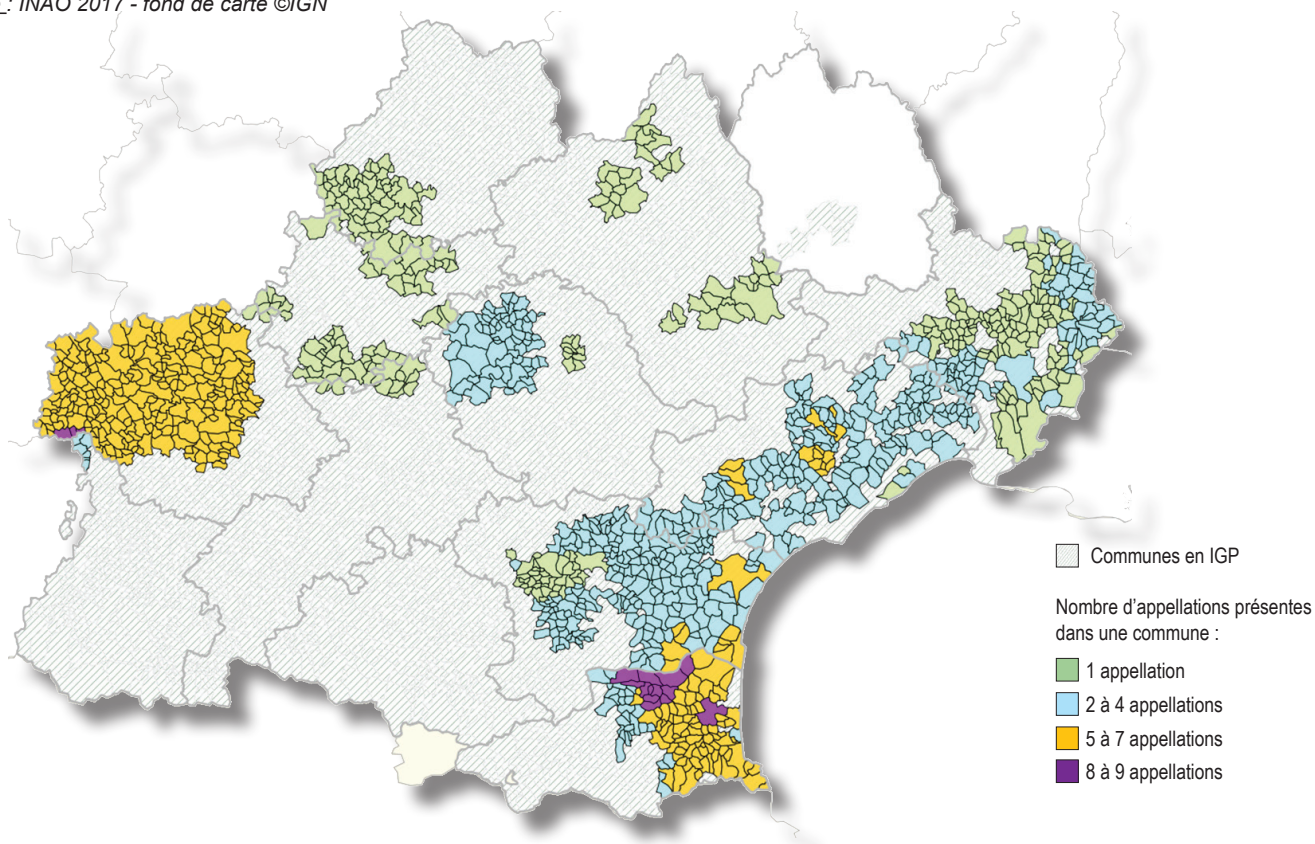 : INAO 2017 - fond de carte ©IGN
Communes en IGP
Nombre d'appellations présentes
dans une commune :
1 appellation
2 à 4 appellations
5 à 7 appellations
8 à 9 appellations